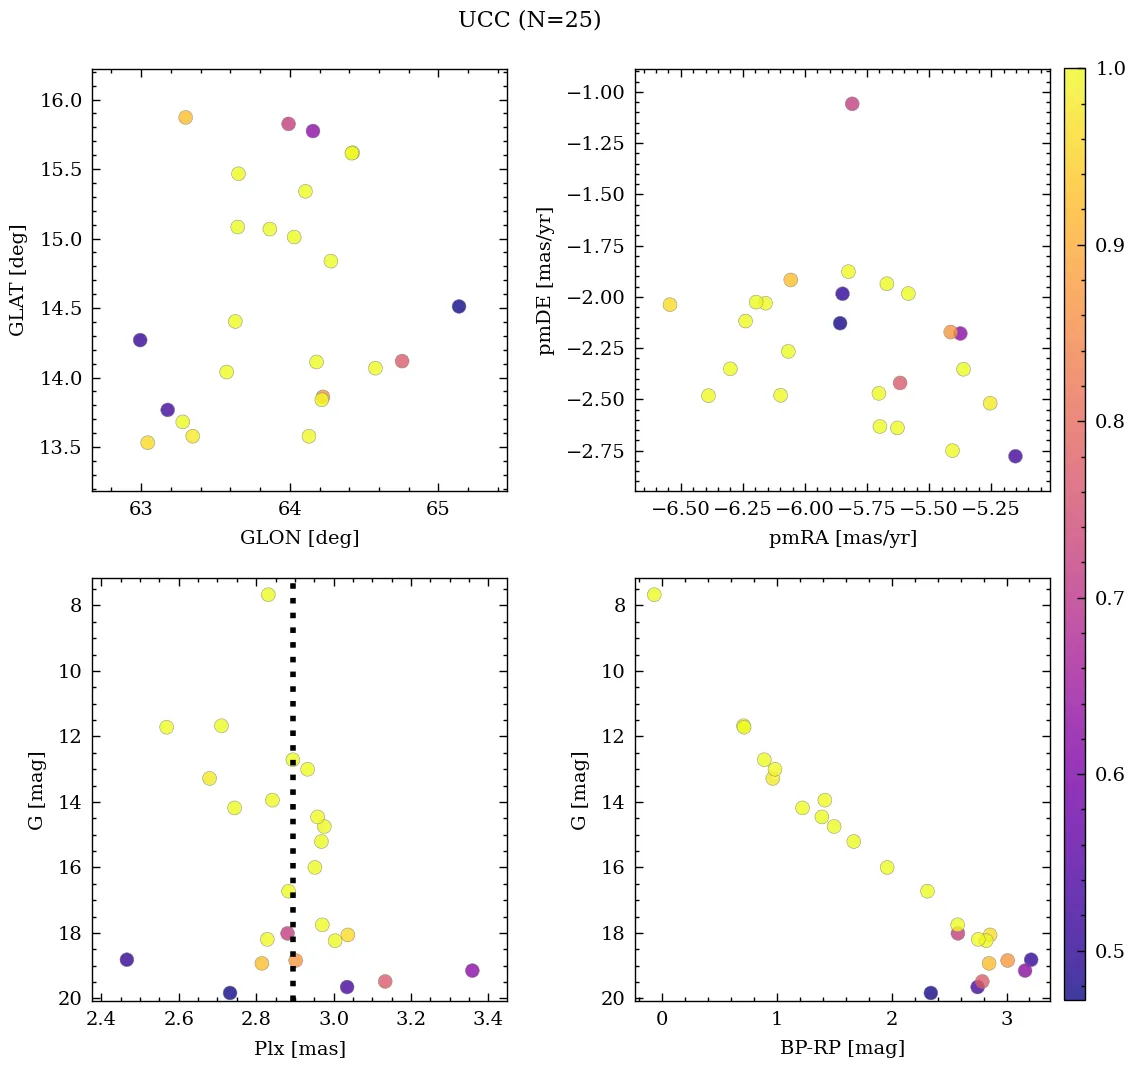 UCC (N=25)
16.0
15.5
15.0
14.5
14.0
13.5
GLAT [deg]
63 64 65
GLON [deg]
−1.00
−1.25
−1.50
−1.75
−2.00
−2.25
−2.50
−2.75
pmDE [mas/yr]
−6.50 −6.25 −6.00 −5.75 −5.50 −5.25
pmRA [mas/yr]
8
10
12
14
16
18
20
G [mag]
2.4 2.6 2.8 3.0 3.2 3.4
Plx [mas]
8
10
12
14
16
18
20
G [mag]
0 1 2 3
BP-RP [mag]
1.0
0.9
0.8
0.7
0.6
0.5